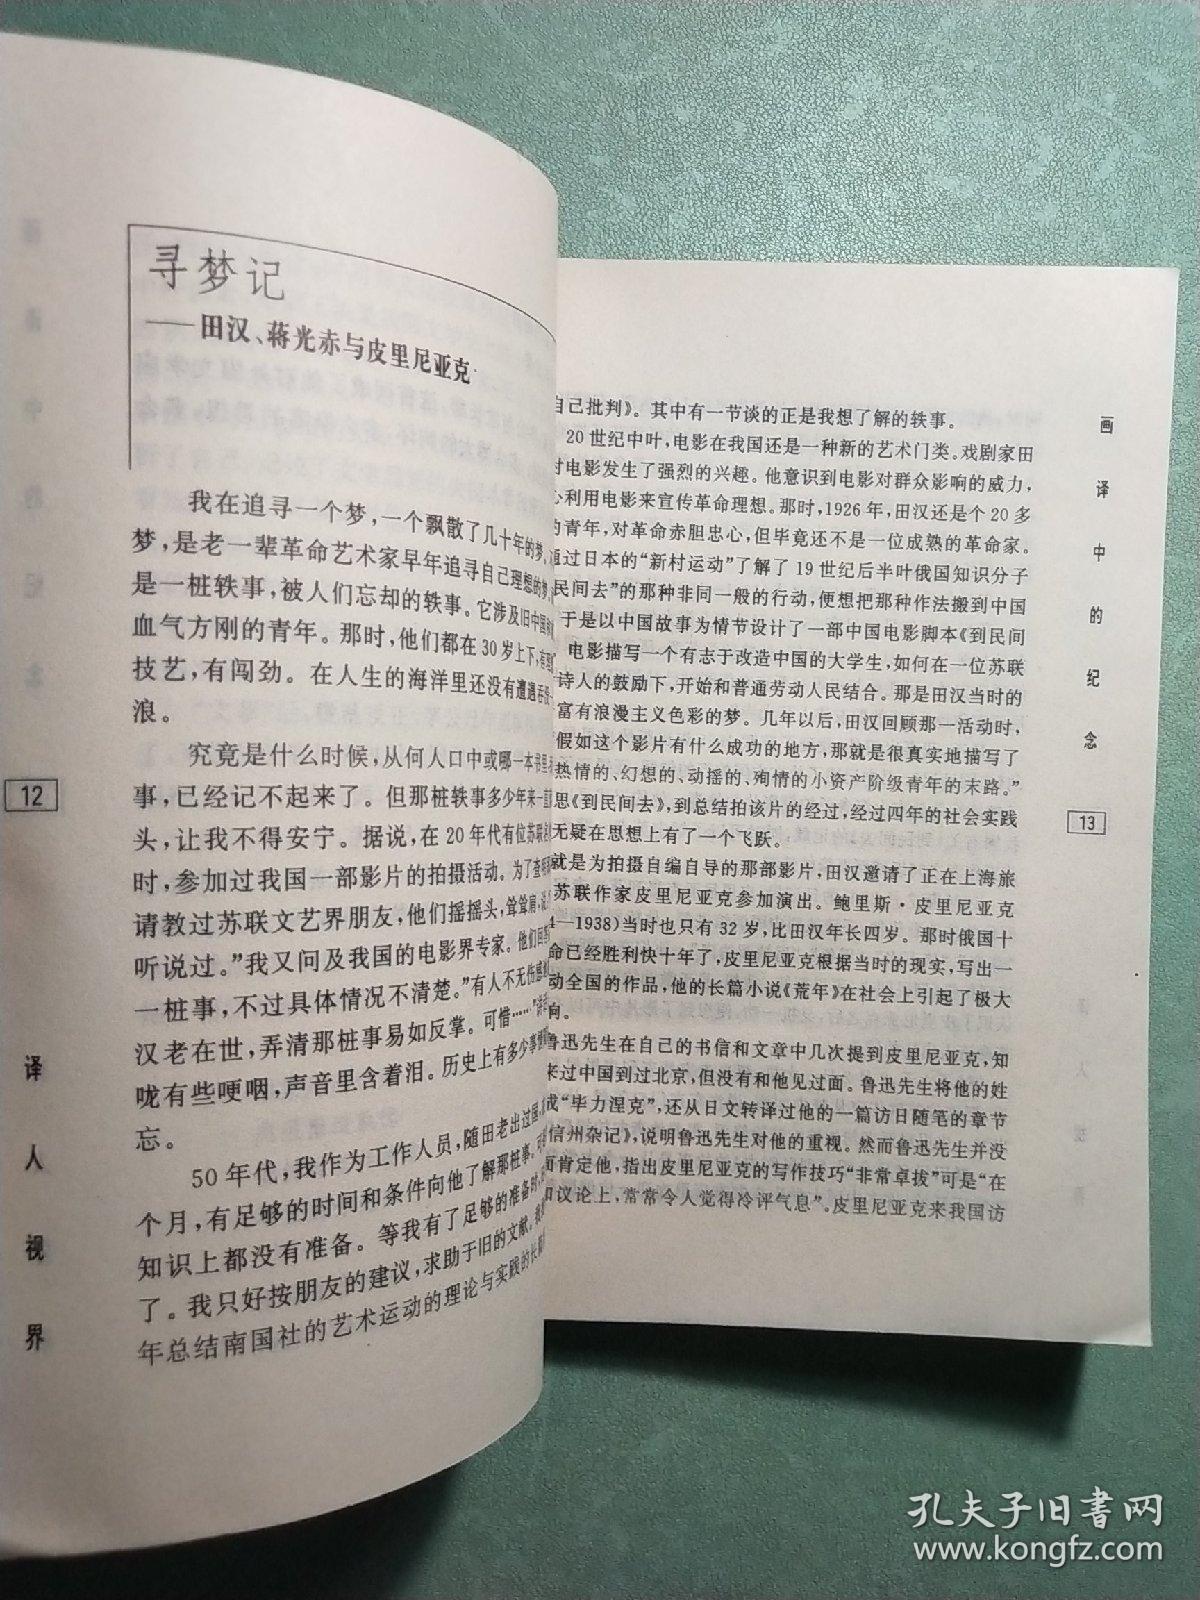 寻梦记
——田汉、蒋光赤与皮里尼亚克
我在追寻一个梦，一个飘散了几十年的梦。
梦，是老一辈革命艺术家早年追寻自己理想的梦，
是一桩轶事，被人们忘却的轶事。它涉及旧中国
血气方刚的青年。那时，他们都在30岁上下，有
技艺，有闯劲。在人生的海洋里还没有遭遇
浪。
究竟是什么时候，从何人口中或哪一本书里
事，已经记不起来了。但那桩轶事多少年来一直
头，让我不得安宁。据说，在20年代有位苏联
时，参加过我国一部影片的拍摄活动。为了查明
请教过苏联文艺界朋友，他们摇摇头，耸耸肩，
听说过。”我又问及我国的电影界专家。他们回答
一桩事，不过具体情况不清楚。”有人不无伤感
汉老在世，弄清那桩事易如反掌。可惜……”
咙有些哽咽，声音里含着泪。历史上有多少事
忘。
50年代，我作为工作人员，随田老出过国，
个月，有足够的时间和条件向他了解那桩事。
知识上都没有准备。等我有了足够的准备时，
了。我只好按朋友的建议，求助于旧的文献。
年总结南国社的艺术运动的理论与实践的长
12
译人视界
自己批判》。其中有一节谈的正是我想了解的轶事。
20世纪中叶，电影在我国还是一种新的艺术门类。戏剧家田
对电影发生了强烈的兴趣。他意识到电影对群众影响的威力，
心利用电影来宣传革命理想。那时，1926年，田汉还是个20多
的青年，对革命赤胆忠心，但毕竟还不是一位成熟的革命家。
通过日本的“新村运动”了解了19世纪后半叶俄国知识分子
民间去”的那种非同一般的行动，便想把那种作法搬到中国
于是以中国故事为情节设计了一部中国电影脚本《到民间
电影描写一个有志于改造中国的大学生，如何在一位苏联
诗人的鼓励下，开始和普通劳动人民结合。那是田汉当时的
富有浪漫主义色彩的梦。几年以后，田汉回顾那一活动时，
假如这个影片有什么成功的地方，那就是很真实地描写了
热情的、幻想的、动摇的、殉情的小资产阶级青年的末路。”
思《到民间去》，到总结拍该片的经过，经过四年的社会实践
无疑在思想上有了一个飞跃。
就是为拍摄自编自导的那部影片，田汉邀请了正在上海旅
苏联作家皮里尼亚克参加演出。鲍里斯·皮里尼亚克
4—1938）当时也只有32岁，比田汉年长四岁。那时俄国十
命已经胜利快十年了，皮里尼亚克根据当时的现实，写出一
动全国的作品，他的长篇小说《荒年》在社会上引起了极大
向。
鲁迅先生在自己的书信和文章中几次提到皮里尼亚克，知
来过中国到过北京，但没有和他见过面。鲁迅先生将他的姓
成“毕力涅克”，还从日文转译过他的一篇访日随笔的章节
信州杂记》，说明鲁迅先生对他的重视。然而鲁迅先生并没
而肯定他，指出皮里尼亚克的写作技巧“非常卓拔”可是“在
和议论上，常常令人觉得冷评气息”。皮里尼亚克来我国访
画译中的纪念
13
孔夫子旧书网
www.kongfz.com